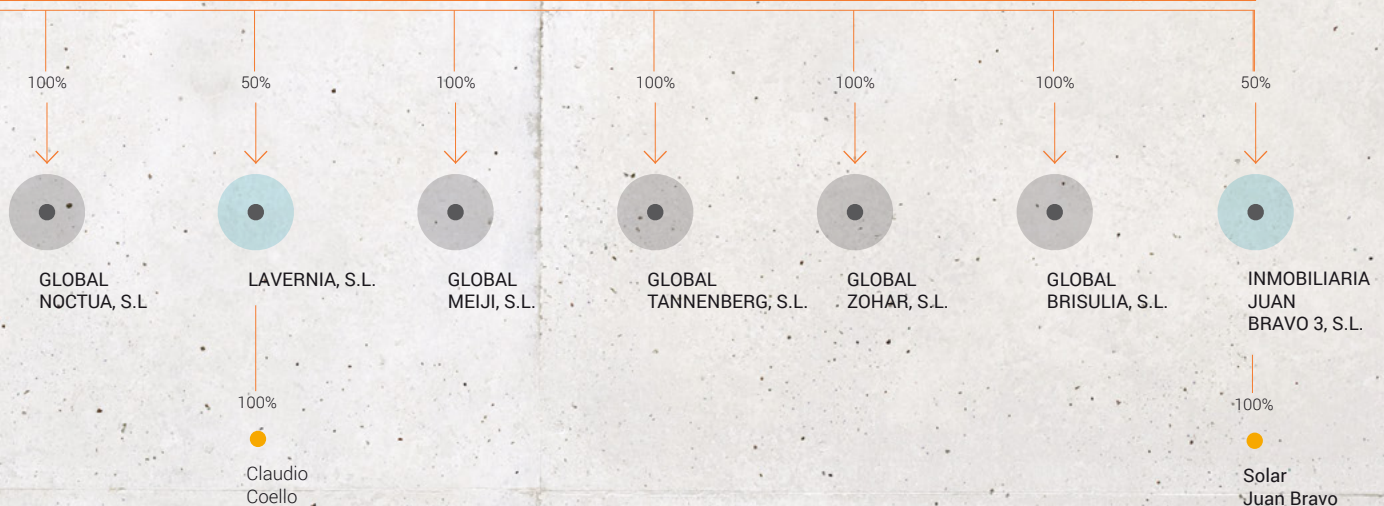 100% 50% 100% 100% 100% 100% 50%
GLOBAL
NOCTUA, S.L
LAVERNIA, S.L.
GLOBAL
MEIJI, S.L.
GLOBAL
TANNENBERG, S.L.
GLOBAL
ZOHAR, S.L.
GLOBAL
BRISULIA, S.L.
INMOBILIARIA
JUAN
BRAVO 3, S.L.
100%
Claudio
Coello
100%
Solar
Juan Bravo